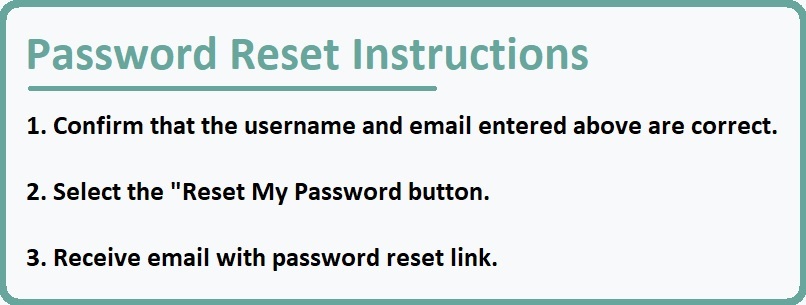 Password Reset Instructions
1. Confirm that the username and email entered above are correct.
2. Select the "Reset My Password button.
3. Receive email with password reset link.